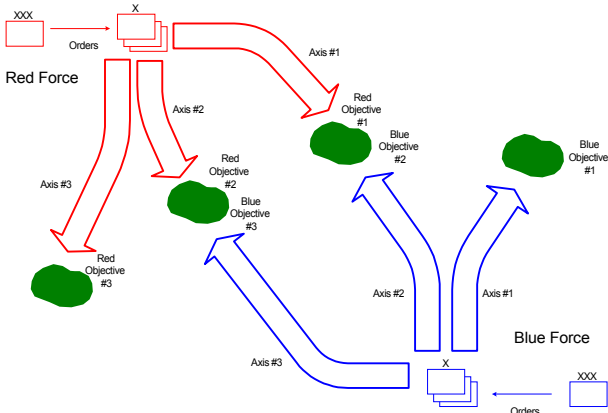 XXX
X
Orders
Red Force
Axis #1
Axis #2
Axis #3
Red
Objective
#1
Blue
Objective
#2
Blue
Objective
#1
Red
Objective
#2
Blue
Objective
#3
Red
Objective
#3
Axis #2
Axis #1
Axis #3
Blue Force
X
XXX
Orders